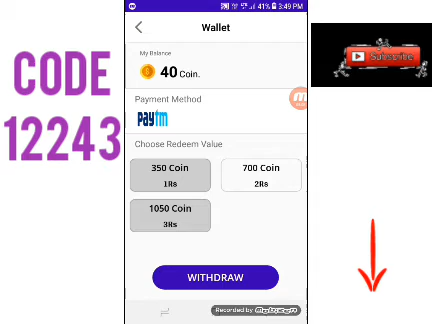 CODE
12243
41% 3:49 PM
Wallet
My Balance
40 Coin.
Payment Method
Paytm
Choose Redeem Value
350 Coin
1Rs
700 Coin
2Rs
1050 Coin
3Rs
WITHDRAW
Recorded by
Subscribe